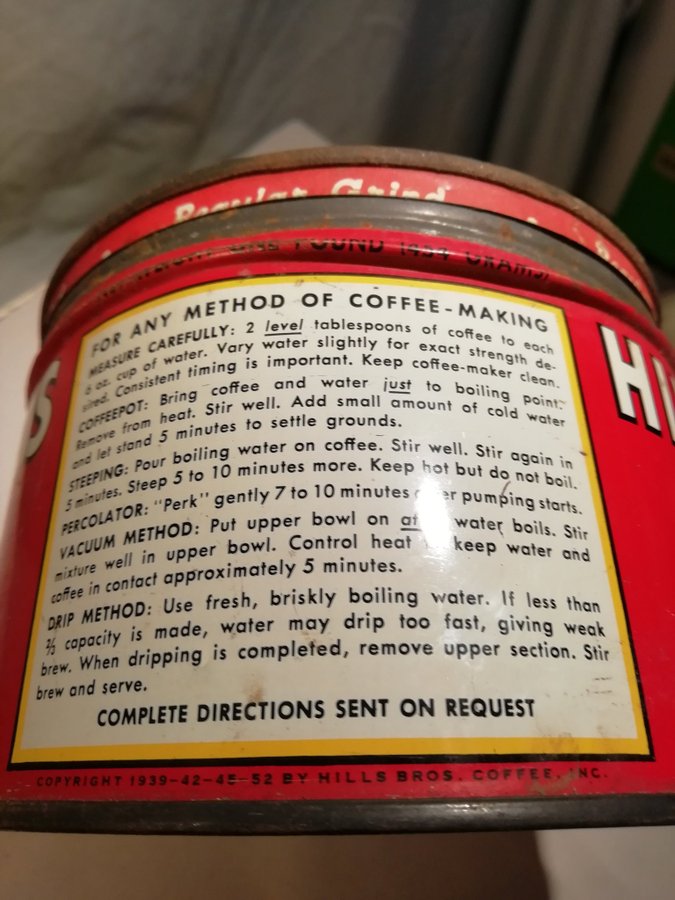 Regular Grind
ONE POUND (454 GRAMS)
S
HI
FOR ANY METHOD OF COFFEE-MAKING
MEASURE CAREFULLY: 2 level tablespoons of coffee to each
6 oz. cup of water. Vary water slightly for exact strength de-
sired. Consistent timing is important. Keep coffee-maker clean.
COFFEEPOT: Bring coffee and water just to boiling point.
Remove from heat. Stir well. Add small amount of cold water
and let stand 5 minutes to settle grounds.
STEEPING: Pour boiling water on coffee. Stir well. Stir again in
5 minutes. Steep 5 to 10 minutes more. Keep hot but do not boil.
PERCOLATOR: "Perk" gently 7 to 10 minutes pumping starts.
VACUUM METHOD: Put upper bowl on water boils. Stir
mixture well in upper bowl. Control heat keep water and
coffee in contact approximately 5 minutes.
DRIP METHOD: Use fresh, briskly boiling water. If less than
⅔ capacity is made, water may drip too fast, giving weak
brew. When dripping is completed, remove upper section. Stir
brew and serve.
COMPLETE DIRECTIONS SENT ON REQUEST
COPYRIGHT 1939-42-45-52 BY HILLS BROS. COFFEE, INC.